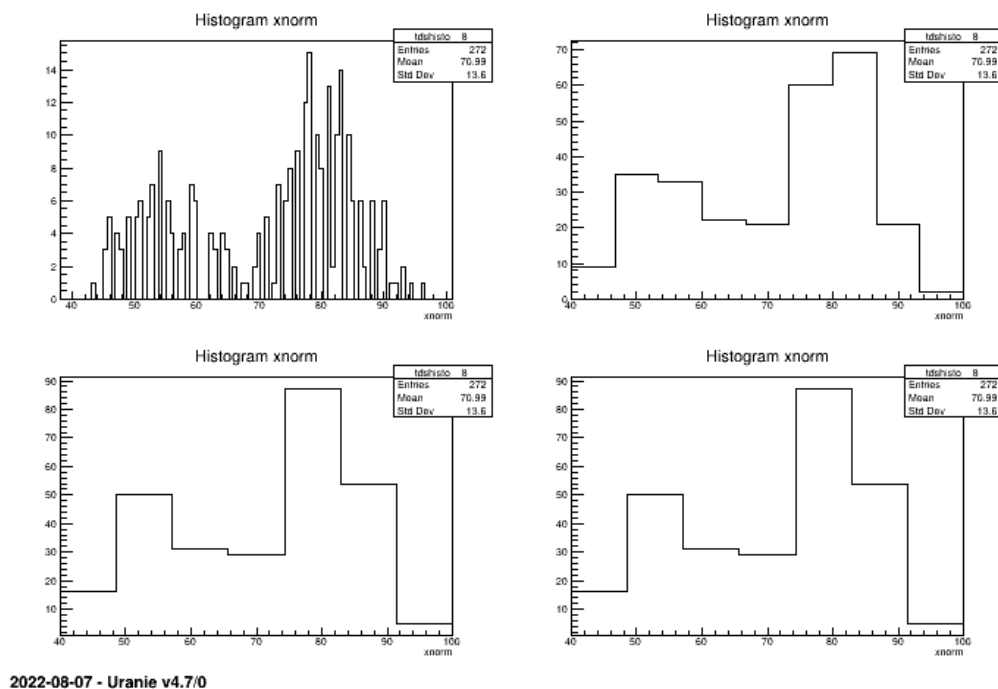 Histogram xnorm
tdshisto 8
Entries 272
Mean 70.99
Std Dev 13.6
14
12
10
8
6
4
2
0
40 50 60 70 80 90 100
xnorm
Histogram xnorm
tdshisto 8
Entries 272
Mean 70.99
Std Dev 13.6
70
60
50
40
30
20
10
0
40 50 60 70 80 90 100
xnorm
Histogram xnorm
tdshisto 8
Entries 272
Mean 70.99
Std Dev 13.6
90
80
70
60
50
40
30
20
10
40 50 60 70 80 90 100
xnorm
Histogram xnorm
tdshisto 8
Entries 272
Mean 70.99
Std Dev 13.6
90
80
70
60
50
40
30
20
10
40 50 60 70 80 90 100
xnorm
2022-08-07 - Uranie v4.7/0